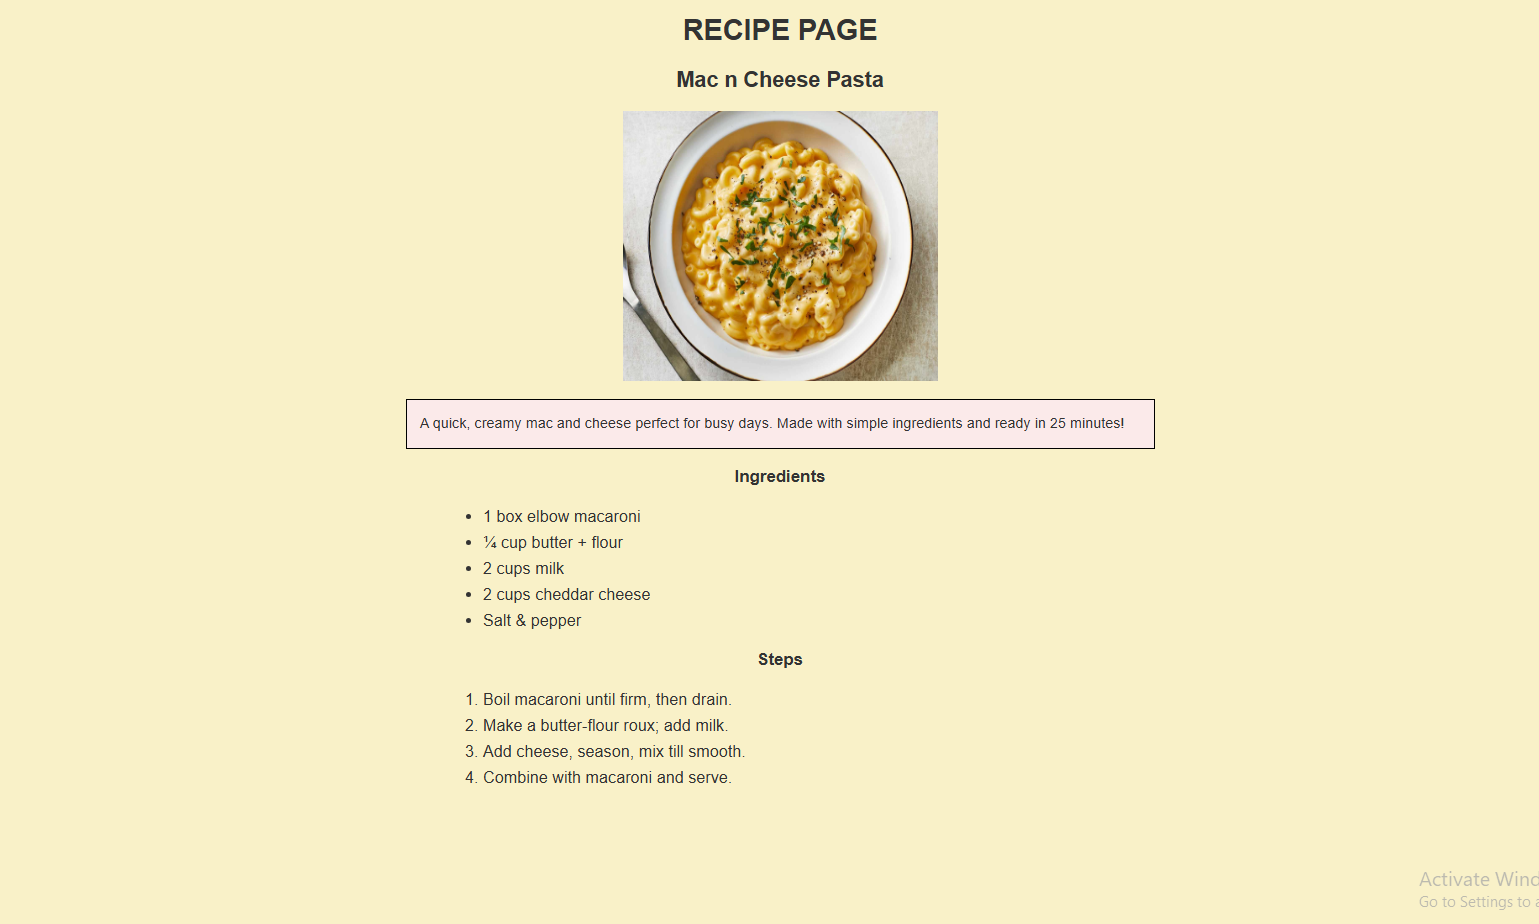 RECIPE PAGE
Mac n Cheese Pasta
A quick, creamy mac and cheese perfect for busy days. Made with simple ingredients and ready in 25 minutes!
Ingredients
• 1 box elbow macaroni
• ¼ cup butter + flour
• 2 cups milk
• 2 cups cheddar cheese
• Salt & pepper
Steps
1. Boil macaroni until firm, then drain.
2. Make a butter-flour roux; add milk.
3. Add cheese, season, mix till smooth.
4. Combine with macaroni and serve.
Activate Wind
Go to Settings to a